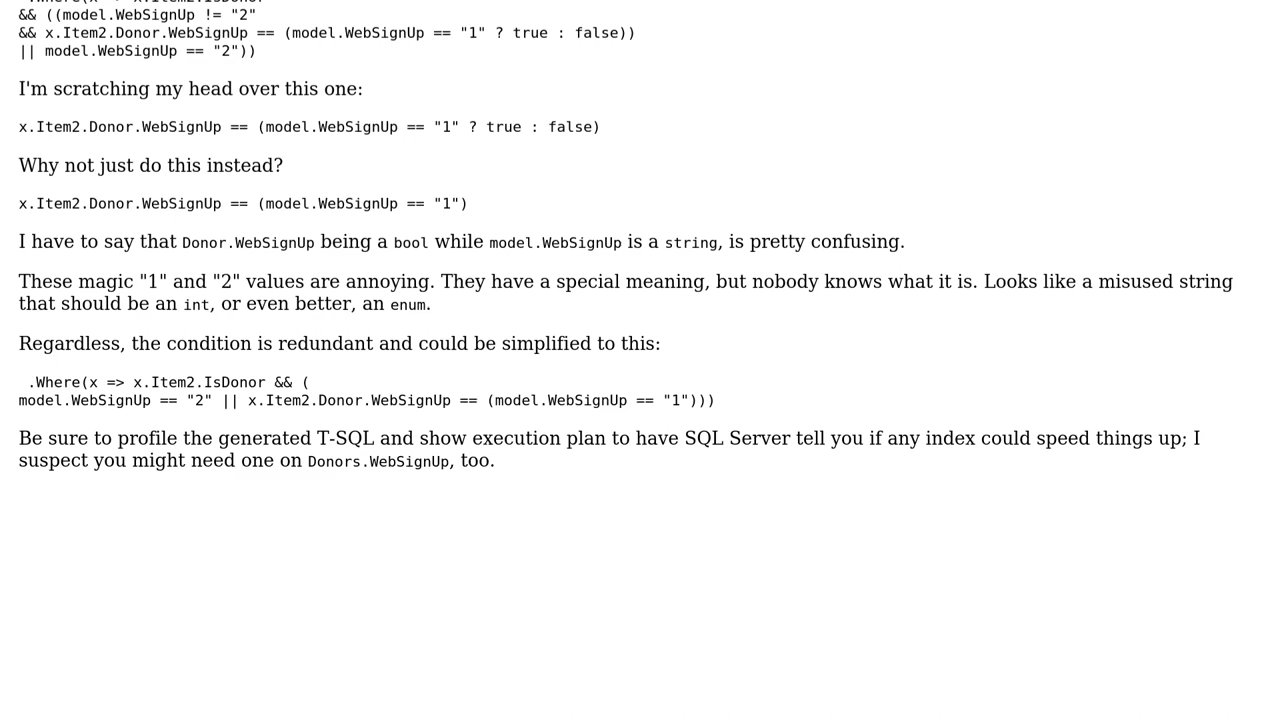 .Where(x => x.Item2.IsDonor
&& ((model.WebSignUp != "2"
&& x.Item2.Donor.WebSignUp == (model.WebSignUp == "1" ? true : false))
|| model.WebSignUp == "2"))
I'm scratching my head over this one:
x.Item2.Donor.WebSignUp == (model.WebSignUp == "1" ? true : false)
Why not just do this instead?
x.Item2.Donor.WebSignUp == (model.WebSignUp == "1")
I have to say that Donor.WebSignUp being a bool while model.WebSignUp is a string, is pretty confusing.
These magic "1" and "2" values are annoying. They have a special meaning, but nobody knows what it is. Looks like a misused string
that should be an int, or even better, an enum.
Regardless, the condition is redundant and could be simplified to this:
.Where(x => x.Item2.IsDonor && (
model.WebSignUp == "2" || x.Item2.Donor.WebSignUp == (model.WebSignUp == "1")))
Be sure to profile the generated T-SQL and show execution plan to have SQL Server tell you if any index could speed things up; I
suspect you might need one on Donors.WebSignUp, too.